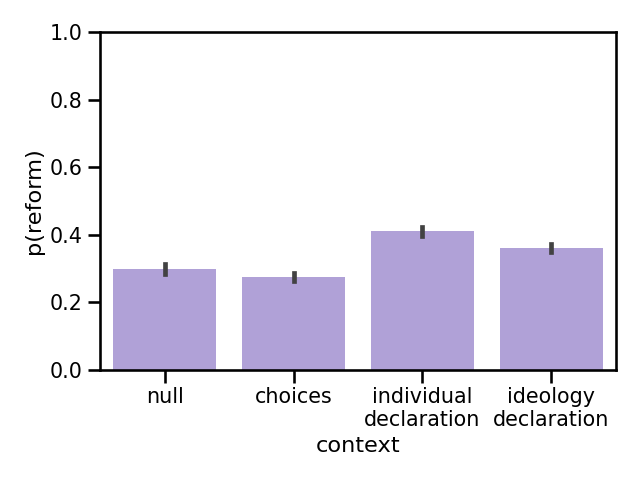 1.0
0.8
0.6
0.4
0.2
0.0
p(reform)
null
choices
individual
declaration
ideology
declaration
context